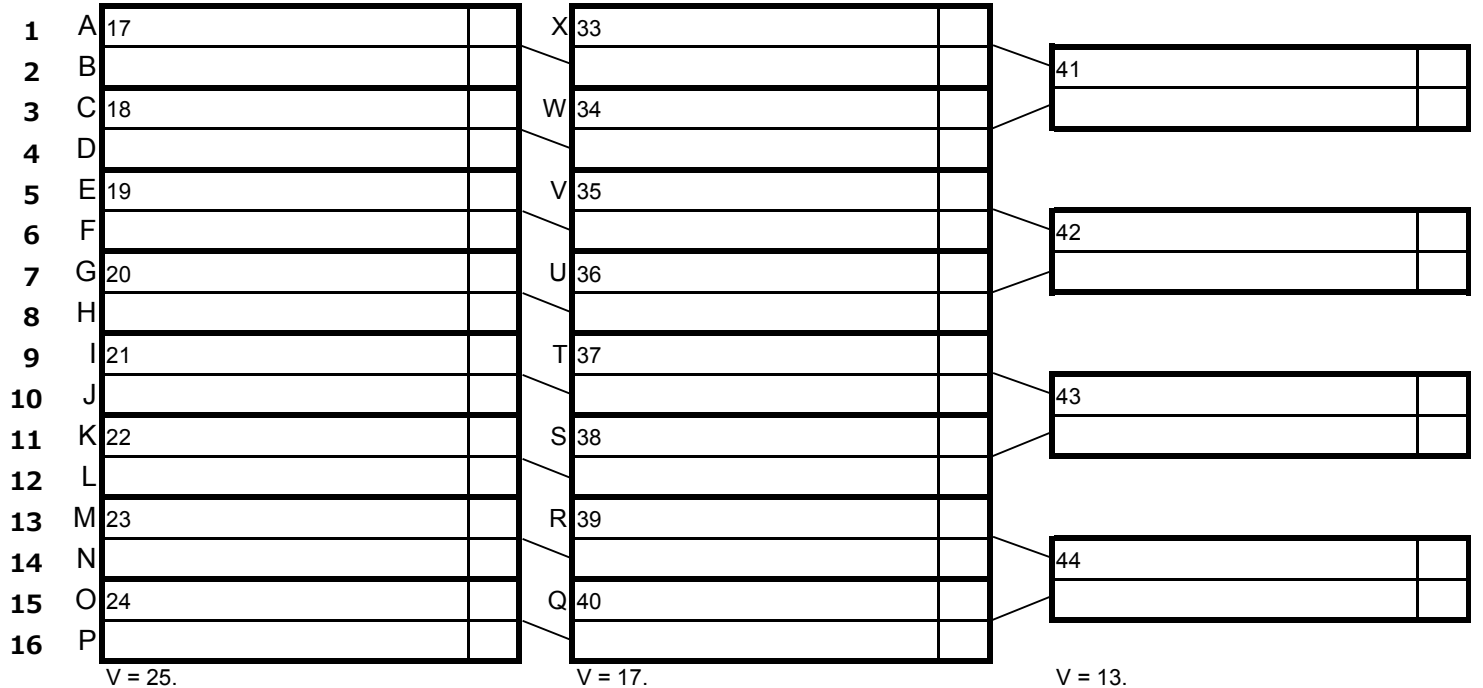 1 A 17 X 33
2 B 41
3 C 18 W 34
4 D
5 E 19 V 35
6 F 42
7 G 20 U 36
8 H
9 I 21 T 37
10 J 43
11 K 22 S 38
12 L
13 M 23 R 39
14 N 44
15 O 24 Q 40
16 P
V = 25. V = 17. V = 13.